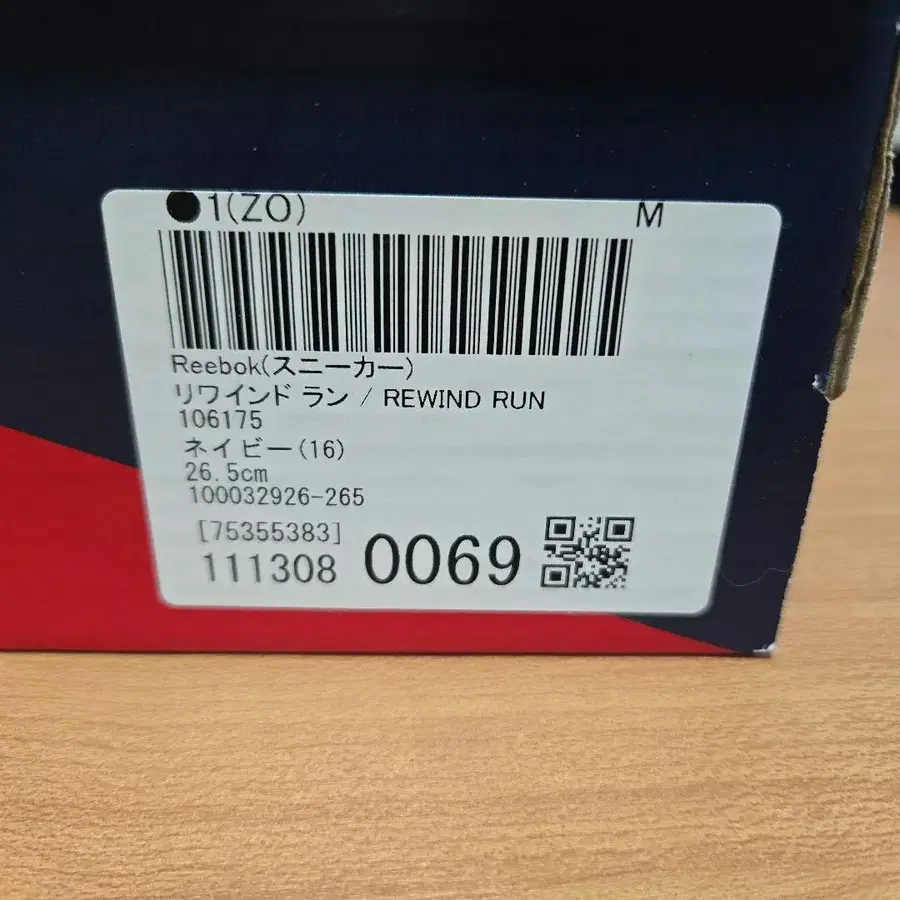 ●1(ZO) M
Reebok(スニーカー)
リワインド ラン / REWIND RUN
106175
ネイビー(16)
26.5cm
100032926-265
[75355383]
111308 0069